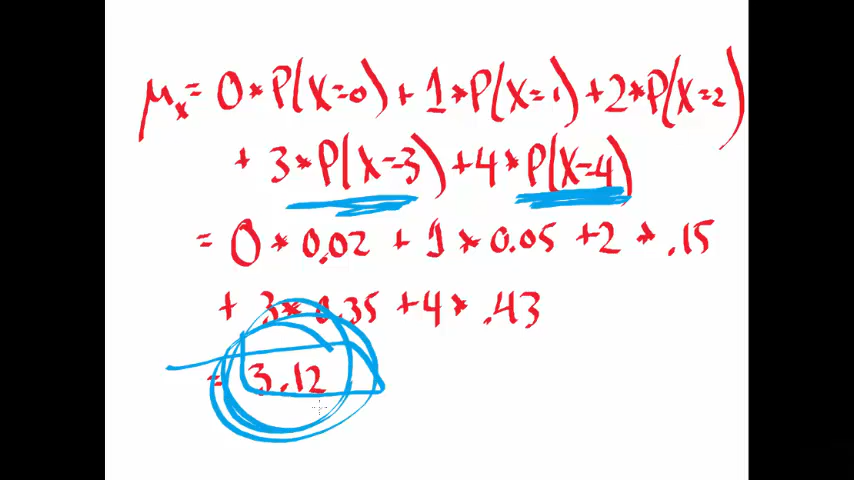 μx = 0 * P(X=0) + 1 * P(X=1) + 2 * P(X=2)
+ 3 * P(X=3) + 4 * P(X=4)
= 0 * 0.02 + 1 * 0.05 + 2 * .15
+ 3 * 0.35 + 4 * .43
= 3.12